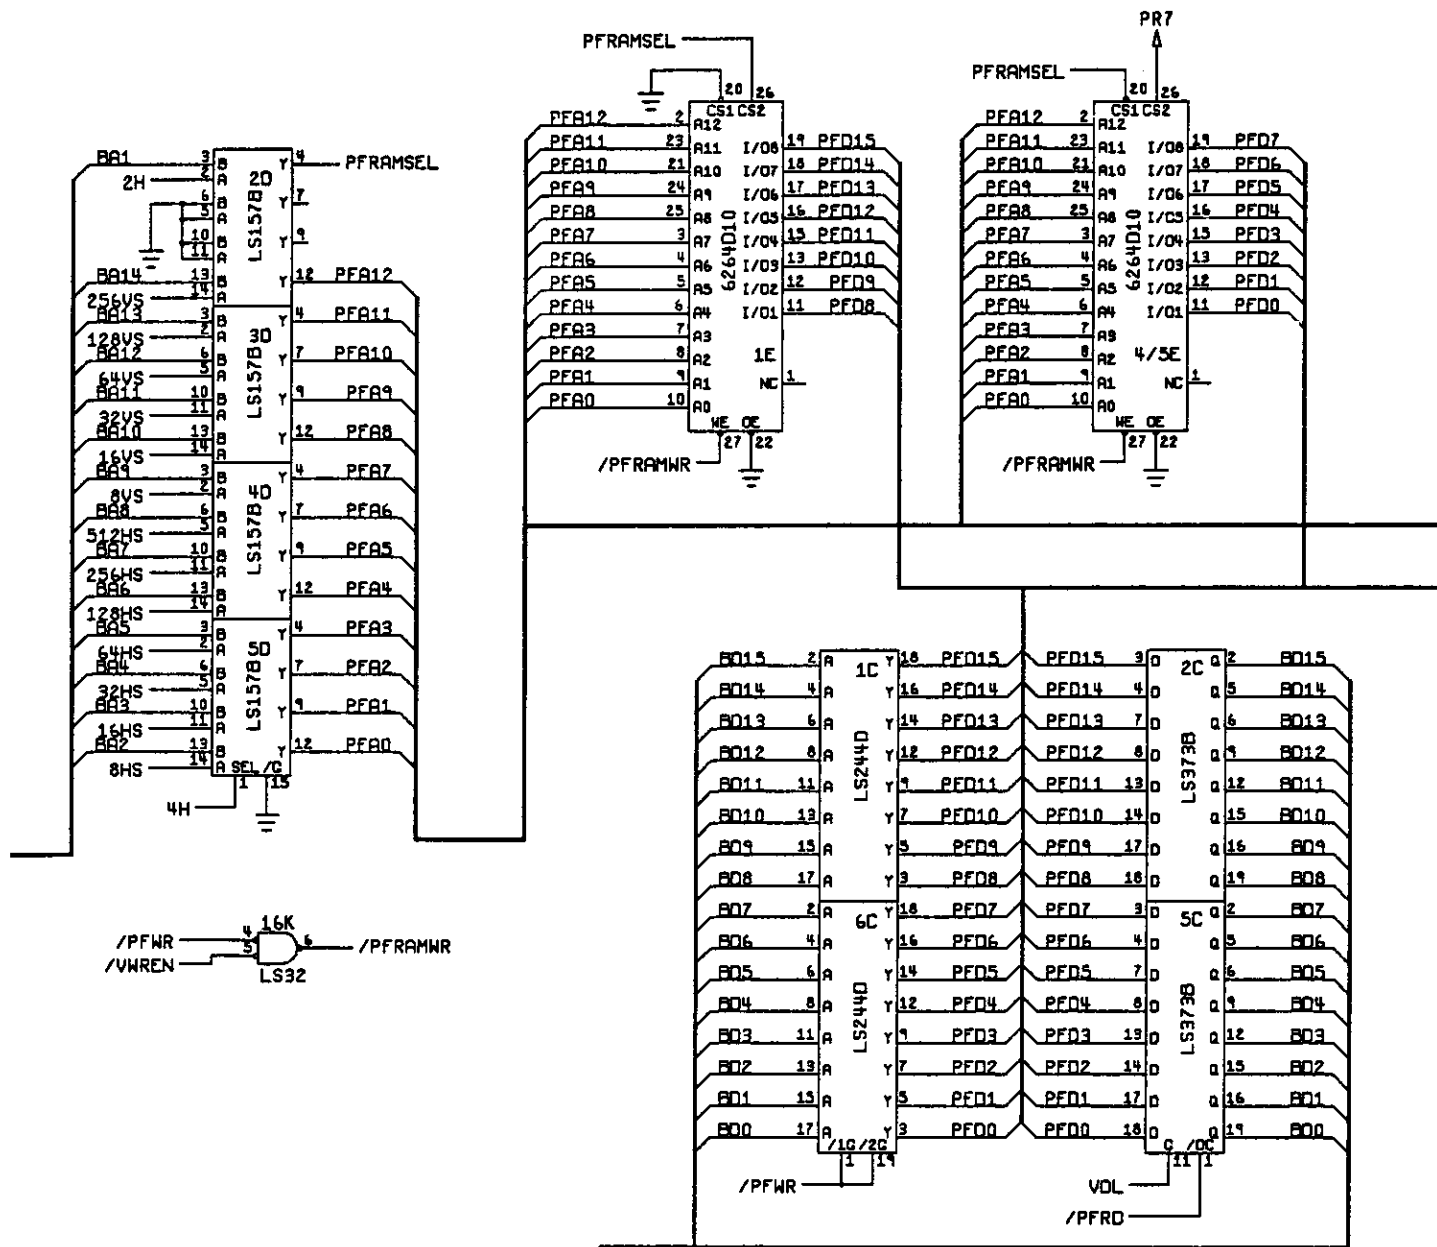 PFRAMSEL
20 26
CS1 CS2
PFA12 2 A12
PFA11 23 A11 I/O8 19 PFD15
PFA10 21 A10 I/O7 18 PFD14
PFA9 24 A9 I/O6 17 PFD13
PFA8 25 A8 I/O5 16 PFD12
PFA7 3 A7 I/O4 15 PFD11
PFA6 4 A6 I/O3 13 PFD10
PFA5 5 A5 I/O2 12 PFD9
PFA4 6 A4 I/O1 11 PFD8
PFA3 7 A3
PFA2 8 A2 1E
PFA1 9 A1 NC 1
PFA0 10 A0
6264D10
WE OE
27 22
/PFRAMWR
PR7
PFRAMSEL
20 26
CS1 CS2
PFA12 2 A12
PFA11 23 A11 I/O8 19 PFD7
PFA10 21 A10 I/O7 18 PFD6
PFA9 24 A9 I/O6 17 PFD5
PFA8 25 A8 I/O5 16 PFD4
PFA7 3 A7 I/O4 15 PFD3
PFA6 4 A6 I/O3 13 PFD2
PFA5 5 A5 I/O2 12 PFD1
PFA4 6 A4 I/O1 11 PFD0
PFA3 7 A3
PFA2 8 A2 4/5E
PFA1 9 A1 NC 1
PFA0 10 A0
6264D10
WE OE
27 22
/PFRAMWR
BA1 3 B Y 4 PFRAMSEL
2H 2 A 2D
6 B Y 7
5 A
LS157B
10 B Y 9
11 A
BA14 13 B Y 12 PFA12
256VS 14 A
BA13 3 B Y 4 PFA11
128VS 2 A 3D
BA12 6 B Y 7 PFA10
64VS 5 A
LS157B
BA11 10 B Y 9 PFA9
32VS 11 A
BA10 13 B Y 12 PFA8
16VS 14 A
BA9 3 B Y 4 PFA7
8VS 2 A 4D
BA8 6 B Y 7 PFA6
512HS 5 A
LS157B
BA7 10 B Y 9 PFA5
256HS 11 A
BA6 13 B Y 12 PFA4
128HS 14 A
BA5 3 B Y 4 PFA3
64HS 2 A 5D
BA4 6 B Y 7 PFA2
32HS 5 A
LS157B
BA3 10 B Y 9 PFA1
16HS 11 A
BA2 13 B Y 12 PFA0
8HS 14 A SEL /G
1 15
4H
16K
/PFWR 4 6 /PFRAMWR
/VWREN 5
LS32
BD15 2 A 1C Y 18 PFD15
BD14 4 A Y 16 PFD14
BD13 6 A Y 14 PFD13
BD12 8 A Y 12 PFD12
BD11 11 A Y 9 PFD11
BD10 13 A Y 7 PFD10
BD9 15 A Y 5 PFD9
BD8 17 A Y 3 PFD8
LS244D
BD7 2 A 6C Y 18 PFD7
BD6 4 A Y 16 PFD6
BD5 6 A Y 14 PFD5
BD4 8 A Y 12 PFD4
BD3 11 A Y 9 PFD3
BD2 13 A Y 7 PFD2
BD1 15 A Y 5 PFD1
BD0 17 A Y 3 PFD0
LS244D
/1G /2G
1 19
/PFWR
PFD15 3 D 2C Q 2 BD15
PFD14 4 D Q 5 BD14
PFD13 7 D Q 6 BD13
PFD12 8 D Q 9 BD12
PFD11 13 D Q 12 BD11
PFD10 14 D Q 15 BD10
PFD9 17 D Q 16 BD9
PFD8 18 D Q 19 BD8
LS373B
PFD7 3 D 5C Q 2 BD7
PFD6 4 D Q 5 BD6
PFD5 7 D Q 6 BD5
PFD4 8 D Q 9 BD4
PFD3 13 D Q 12 BD3
PFD2 14 D Q 15 BD2
PFD1 17 D Q 16 BD1
PFD0 18 D Q 19 BD0
LS373B
G /OC
11 1
VDL
/PFRD